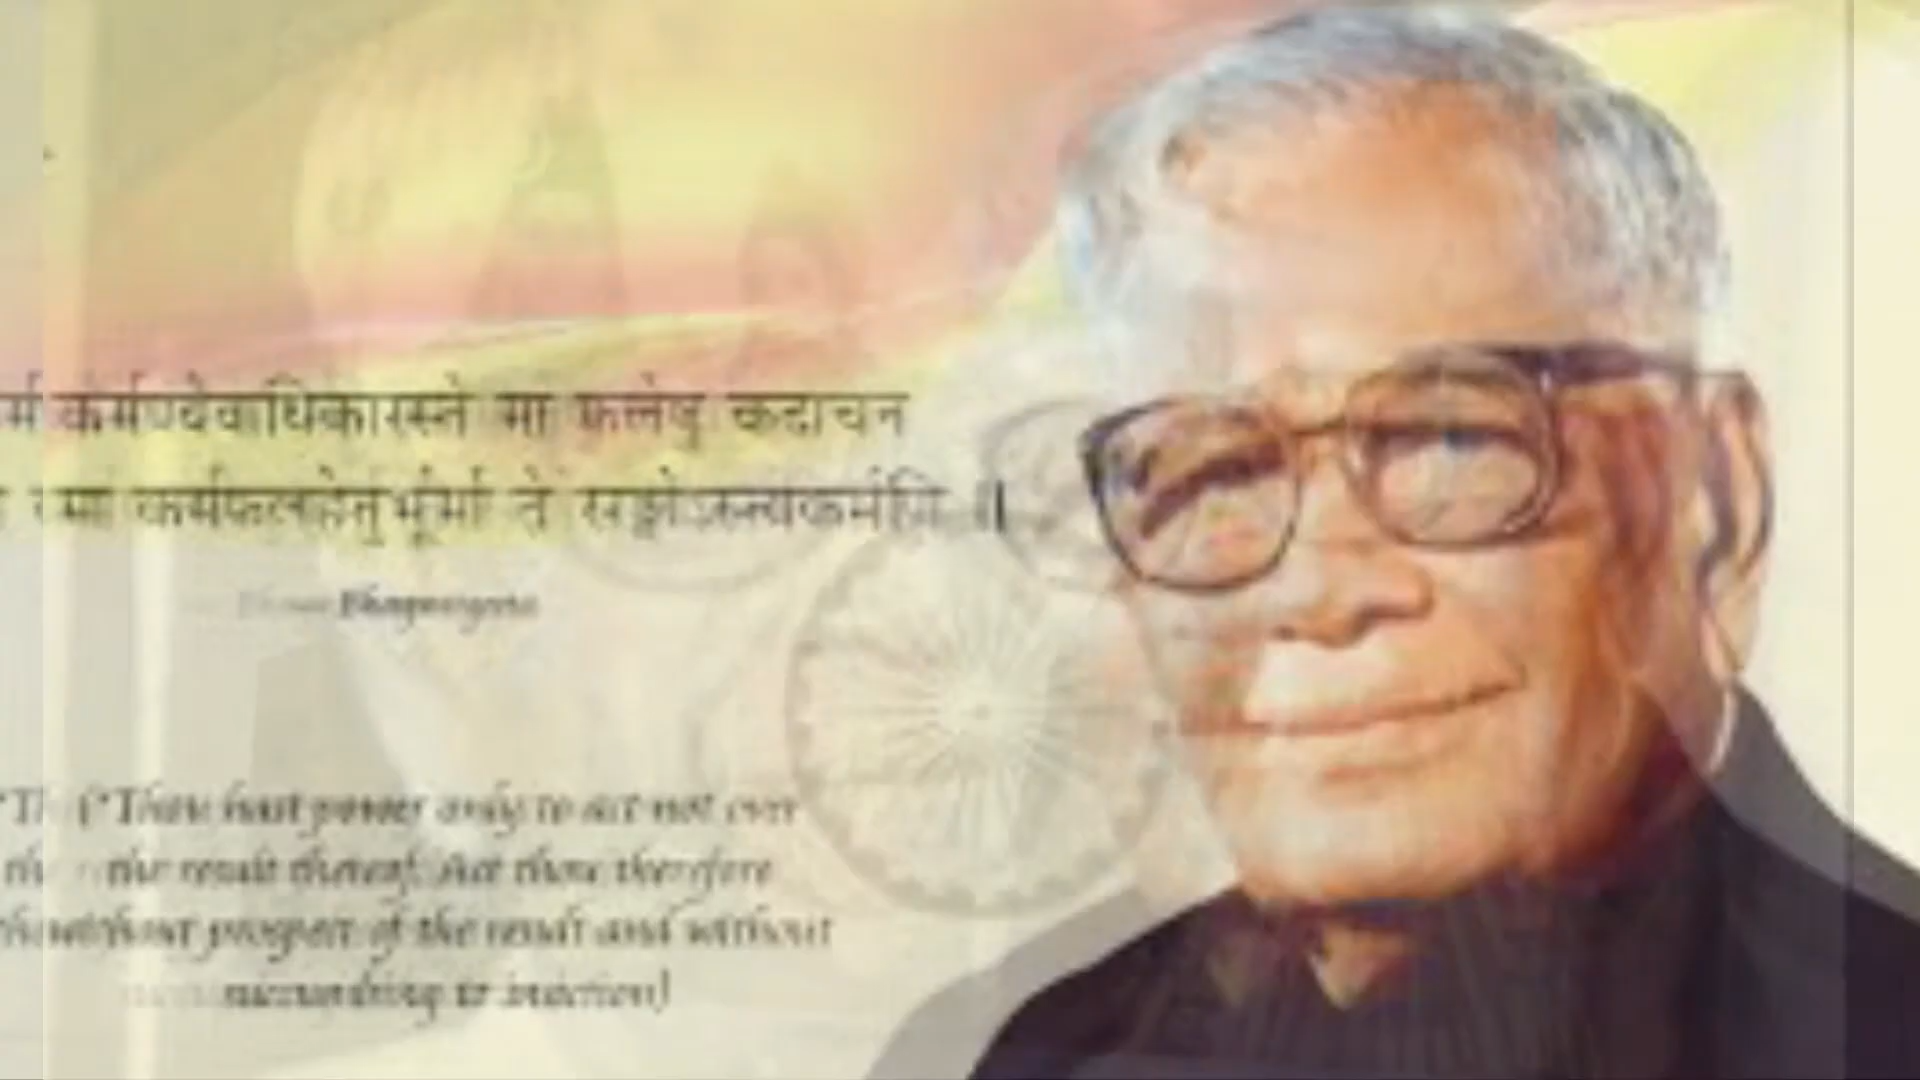 कर्मण्येवाधिकारस्ते मा फलेषु कदाचन
मा कर्मफलहेतुर्भूर्मा ते सङ्गोऽस्त्वकर्मणि ॥
Bhagavgeeta
("Thou hast power only to act not over
the result thereof. Act thou therefore
without prospect of the result and without
succumbing to inaction)